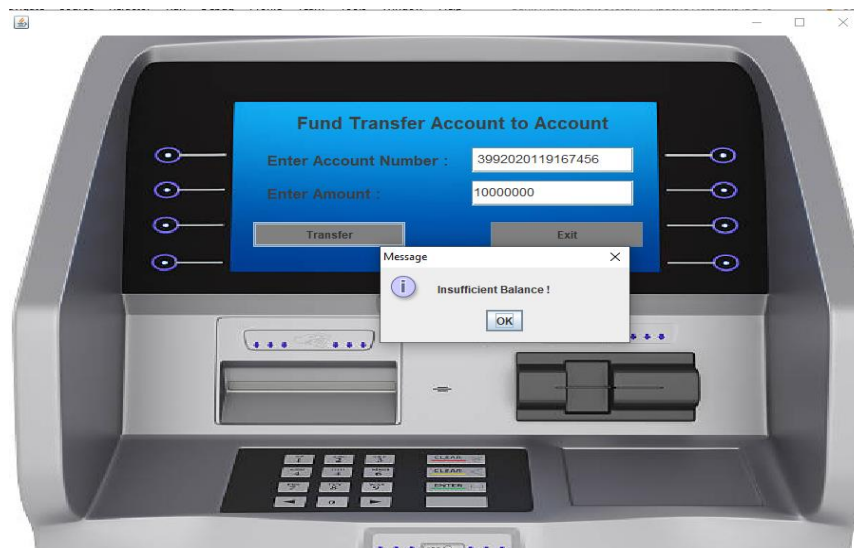 Fund Transfer Account to Account
Enter Account Number :
3992020119167456
Enter Amount :
10000000
Transfer
Exit
Message
Insufficient Balance !
OK
CLEAR
CLEAR
ENTER